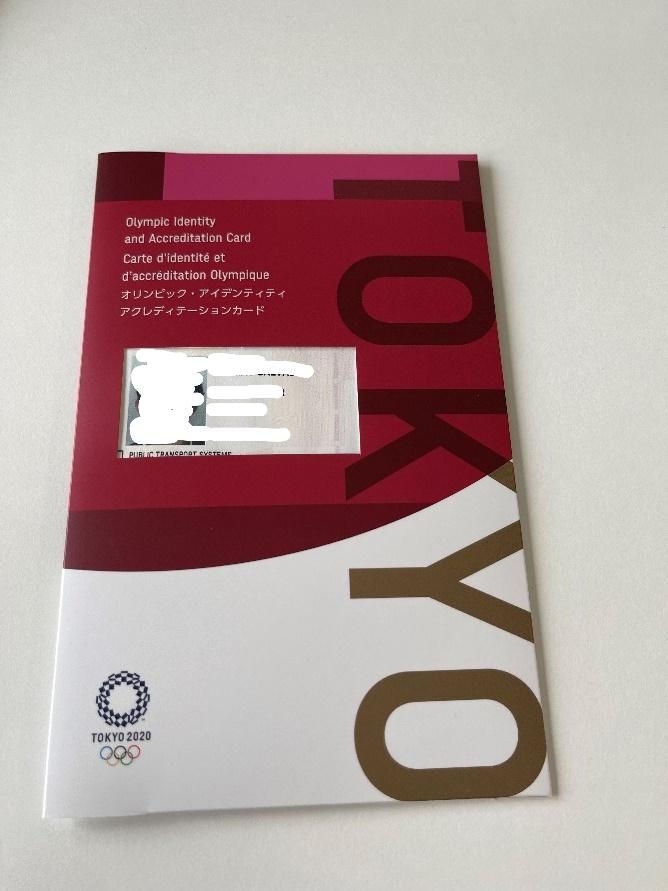 Olympic Identity
and Accreditation Card
Carte d'identité et
d'accréditation Olympique
オリンピック・アイデンティティ
アクレディテーションカード
PUBLIC TRANSPORT SYSTEMS
TOKYO
TOKYO 2020